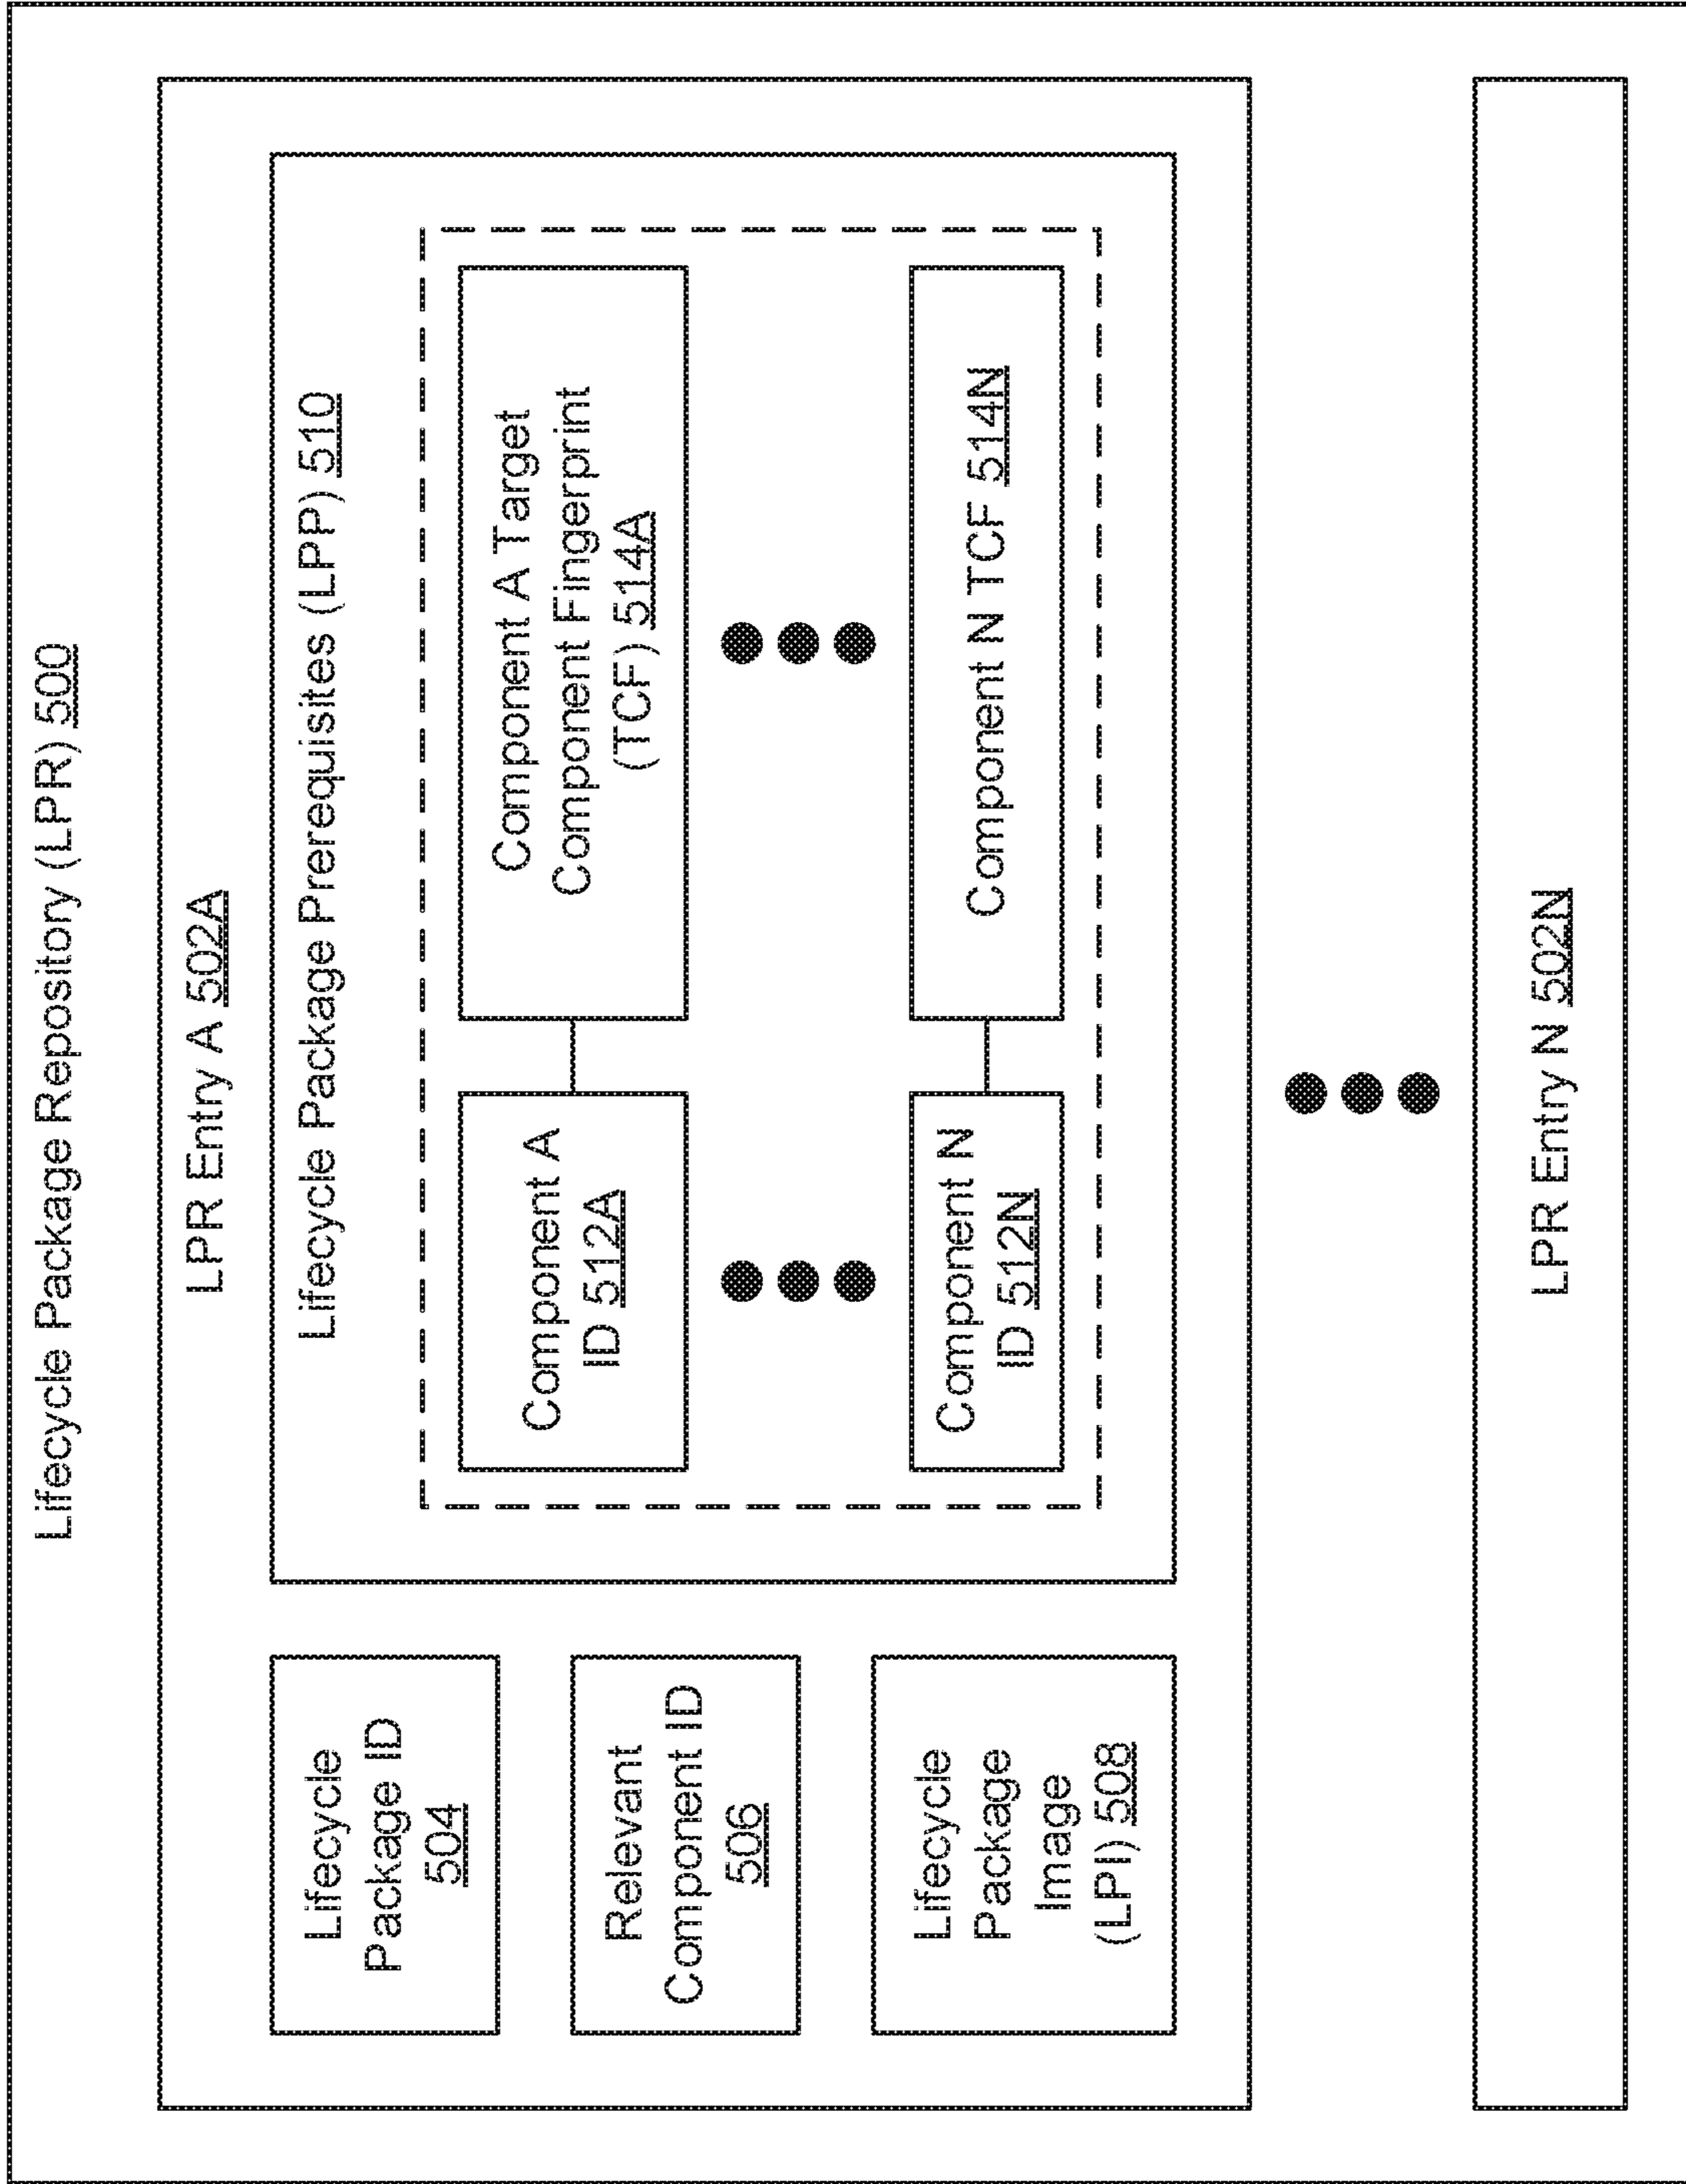 Lifecycle Package Repository (LPR) 500
LPR Entry A 502A
Lifecycle
Package ID
504
Relevant
Component ID
506
Lifecycle
Package
Image
(LPI) 508
Lifecycle Package Prerequisites (LPP) 510
Component A
ID 512A
Component A Target
Component Fingerprint
(TCF) 514A
Component N
ID 512N
Component N TCF 514N
LPR Entry N 502N